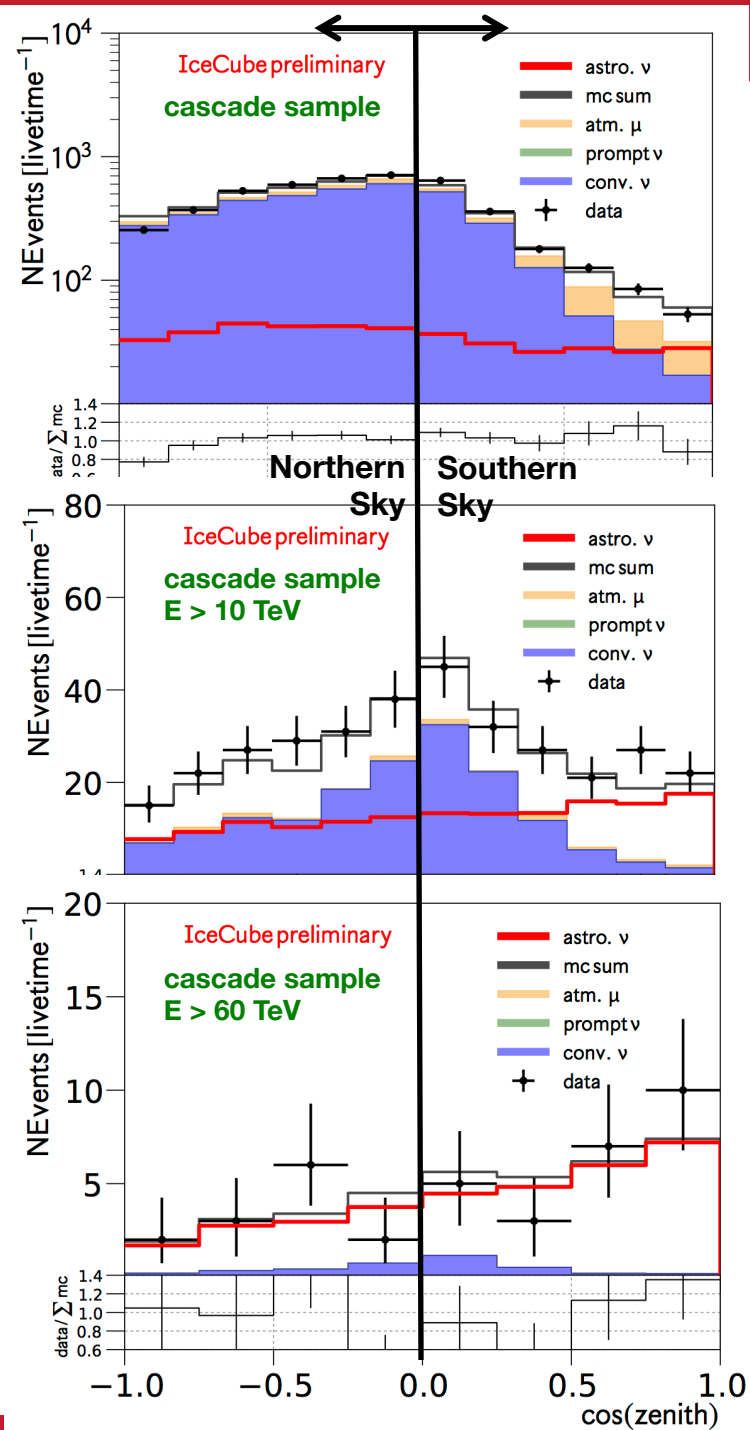 10⁴
IceCube preliminary
cascade sample
astro. ν
mc sum
atm. μ
prompt ν
conv. ν
data
10³
10²
NEvents [livetime⁻¹]
1.4
1.2
1.0
0.8
ata/∑mc
Northern Sky
Southern Sky
80
IceCube preliminary
cascade sample
E > 10 TeV
astro. ν
mc sum
atm. μ
prompt ν
conv. ν
data
60
40
20
NEvents [livetime⁻¹]
1.4
20
IceCube preliminary
cascade sample
E > 60 TeV
astro. ν
mc sum
atm. μ
prompt ν
conv. ν
data
15
10
5
NEvents [livetime⁻¹]
1.4
1.2
1.0
0.8
0.6
data/∑mc
−1.0 −0.5 0.0 0.5 1.0
cos(zenith)